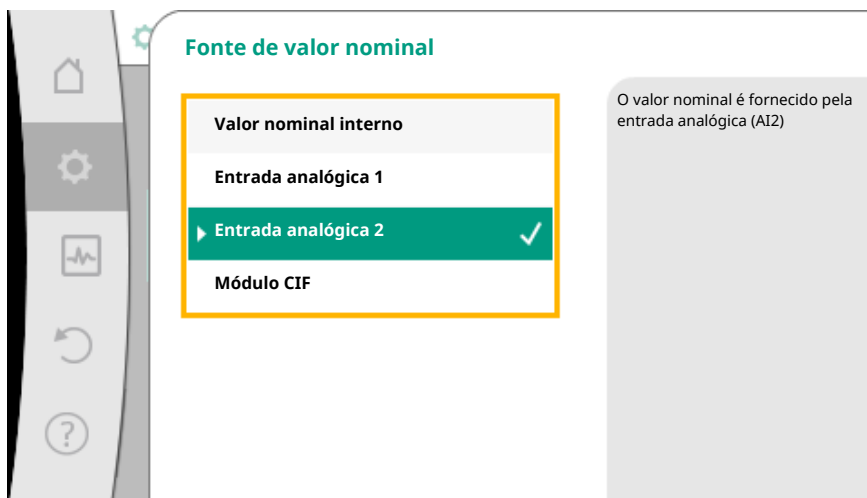 Fonte de valor nominal
Valor nominal interno
Entrada analógica 1
Entrada analógica 2
Módulo CIF
O valor nominal é fornecido pela
entrada analógica (AI2)
?